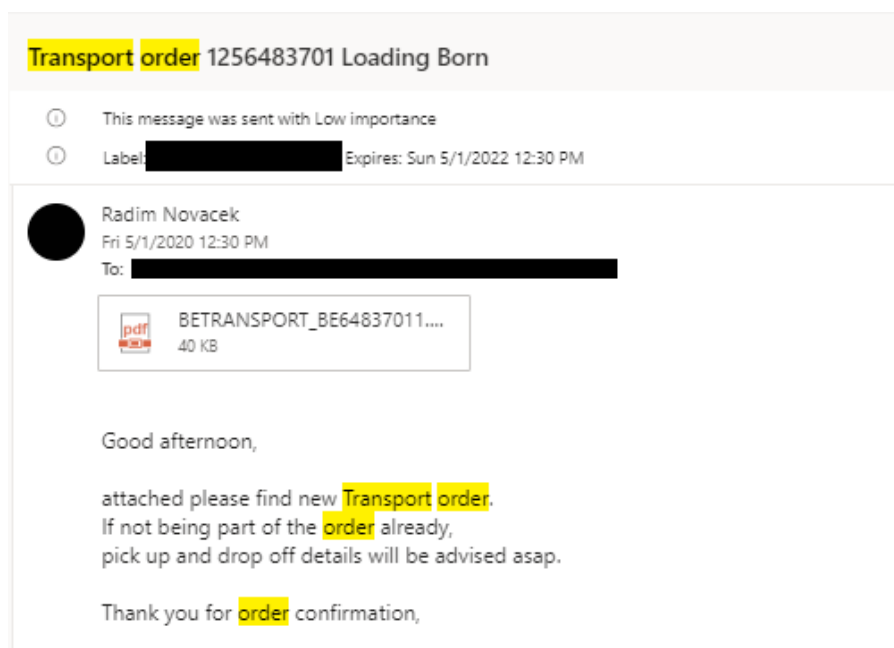 Transport order 1256483701 Loading Born
This message was sent with Low importance
Label: Expires: Sun 5/1/2022 12:30 PM
Radim Novacek
Fri 5/1/2020 12:30 PM
To:
pdf
BETRANSPORT_BE64837011....
40 KB
Good afternoon,
attached please find new Transport order.
If not being part of the order already,
pick up and drop off details will be advised asap.
Thank you for order confirmation,